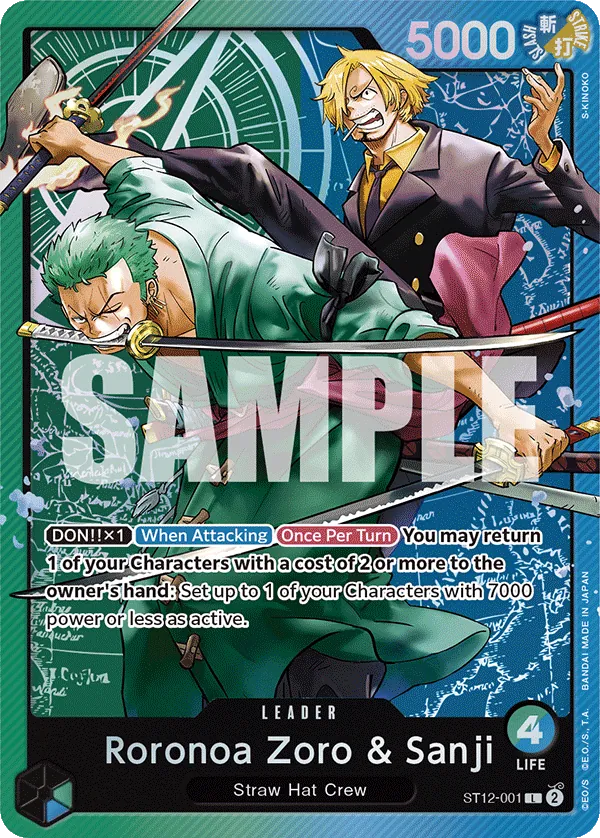 5000
斬
打
SLASH
STRIKE
S-KINOKO
SAMPLE
DON!!×1 When Attacking Once Per Turn You may return
1 of your Characters with a cost of 2 or more to the
owner's hand: Set up to 1 of your Characters with 7000
power or less as active.
LEADER
Roronoa Zoro & Sanji
4
LIFE
Straw Hat Crew
ST12-001 L 2
©EO/S ©E.O./S., T.A. BANDAI MADE IN JAPAN